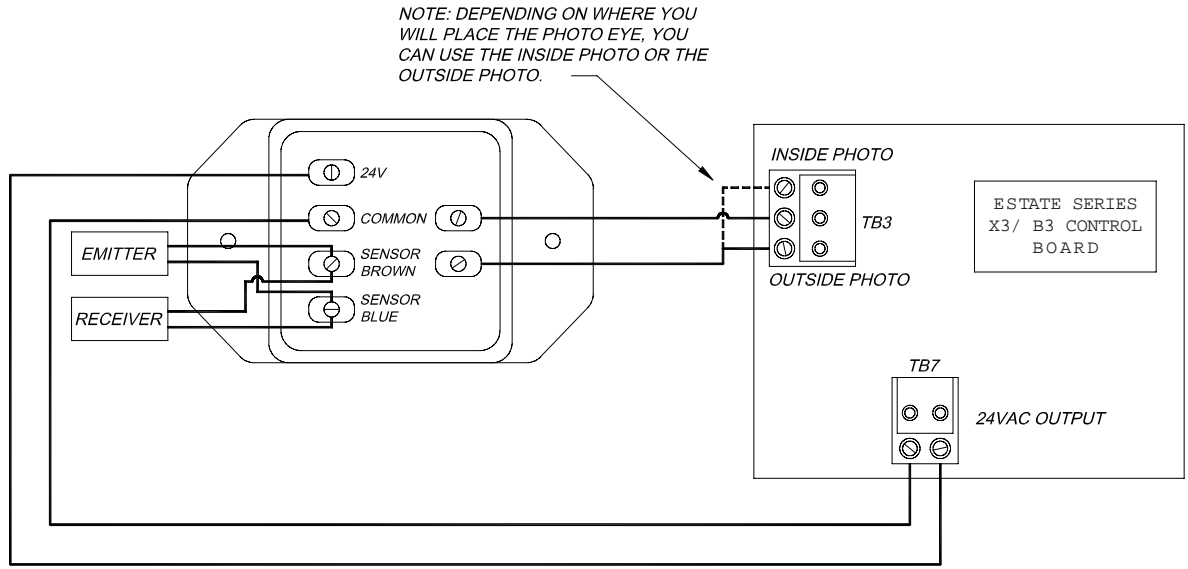 NOTE: DEPENDING ON WHERE YOU
WILL PLACE THE PHOTO EYE, YOU
CAN USE THE INSIDE PHOTO OR THE
OUTSIDE PHOTO.
INSIDE PHOTO
24V
COMMON
TB3
ESTATE SERIES
X3/ B3 CONTROL
BOARD
EMITTER
SENSOR
BROWN
OUTSIDE PHOTO
RECEIVER
SENSOR
BLUE
TB7
24VAC OUTPUT